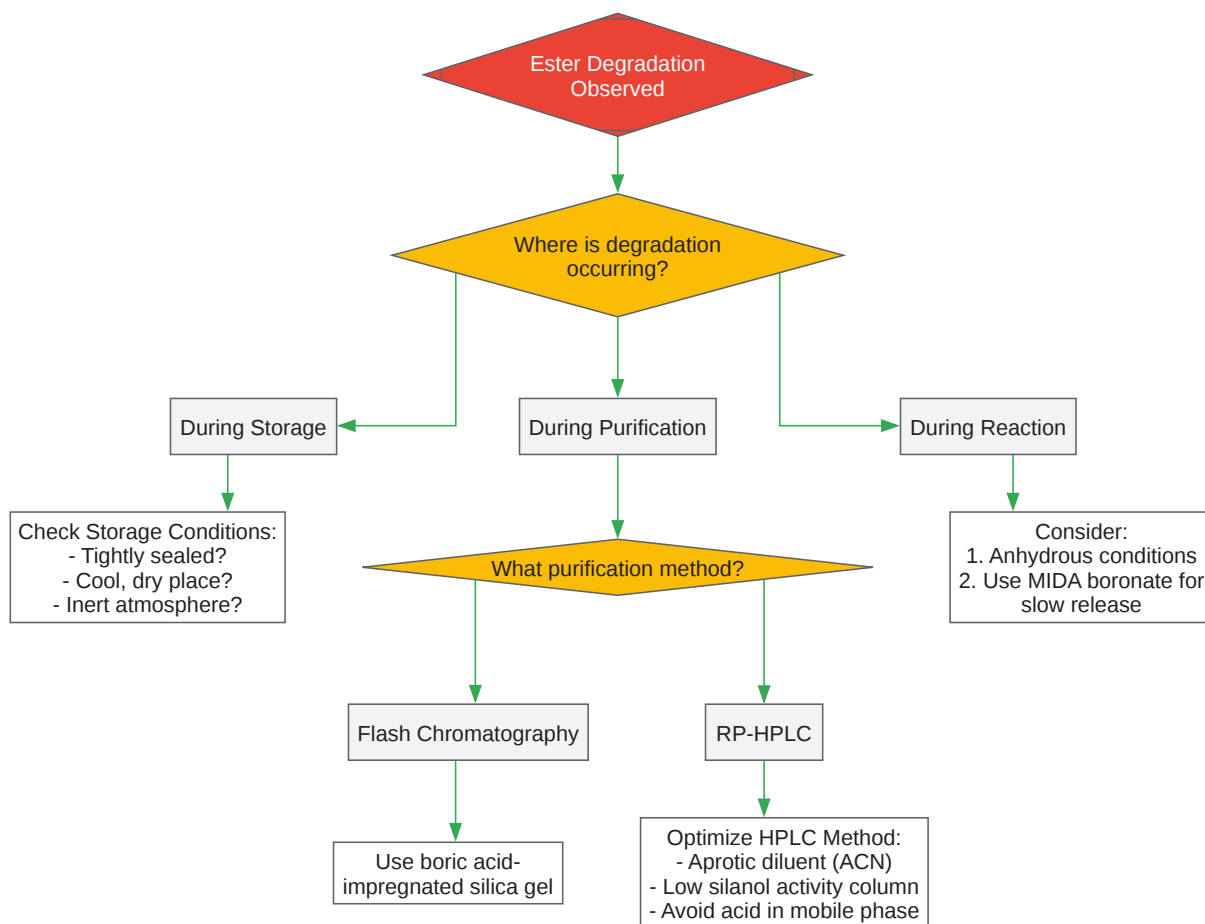 Ester Degradation
Observed
Where is degradation
occurring?
During Storage
During Purification
During Reaction
Check Storage Conditions:
- Tightly sealed?
- Cool, dry place?
- Inert atmosphere?
Consider:
1. Anhydrous conditions
2. Use MIDA boronate for
slow release
What purification method?
Flash Chromatography
RP-HPLC
Use boric acid-
impregnated silica gel
Optimize HPLC Method:
- Aprotic diluent (ACN)
- Low silanol activity column
- Avoid acid in mobile phase